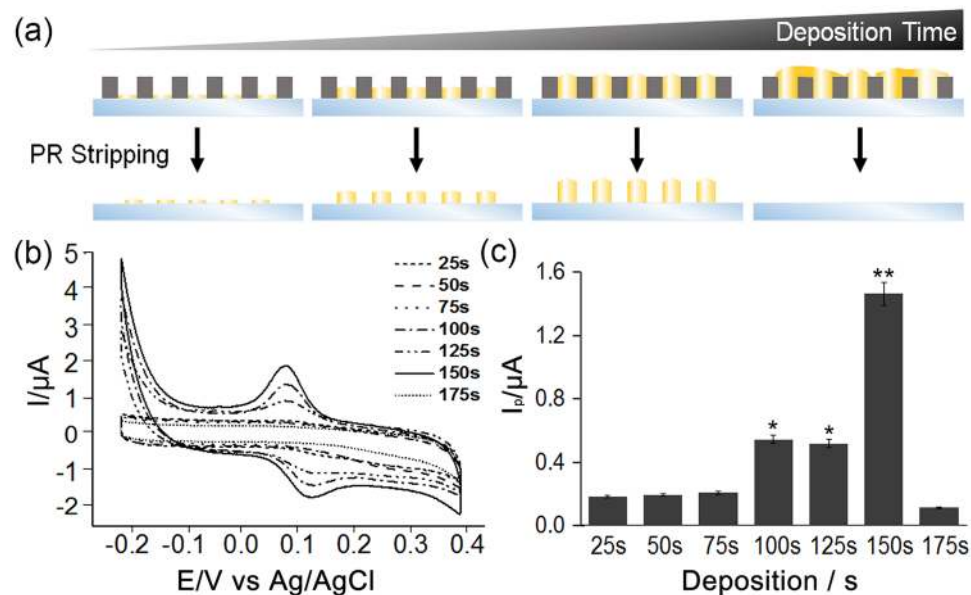 (a)
Deposition Time
PR Stripping
(b)
5
4
3
2
1
0
-1
-2
I/μA
25s
50s
75s
100s
125s
150s
175s
-0.2 -0.1 0.0 0.1 0.2 0.3 0.4
E/V vs Ag/AgCl
(c)
1.6
1.2
0.8
0.4
0.0
Ip/μA
* * **
25s 50s 75s 100s 125s 150s 175s
Deposition / s